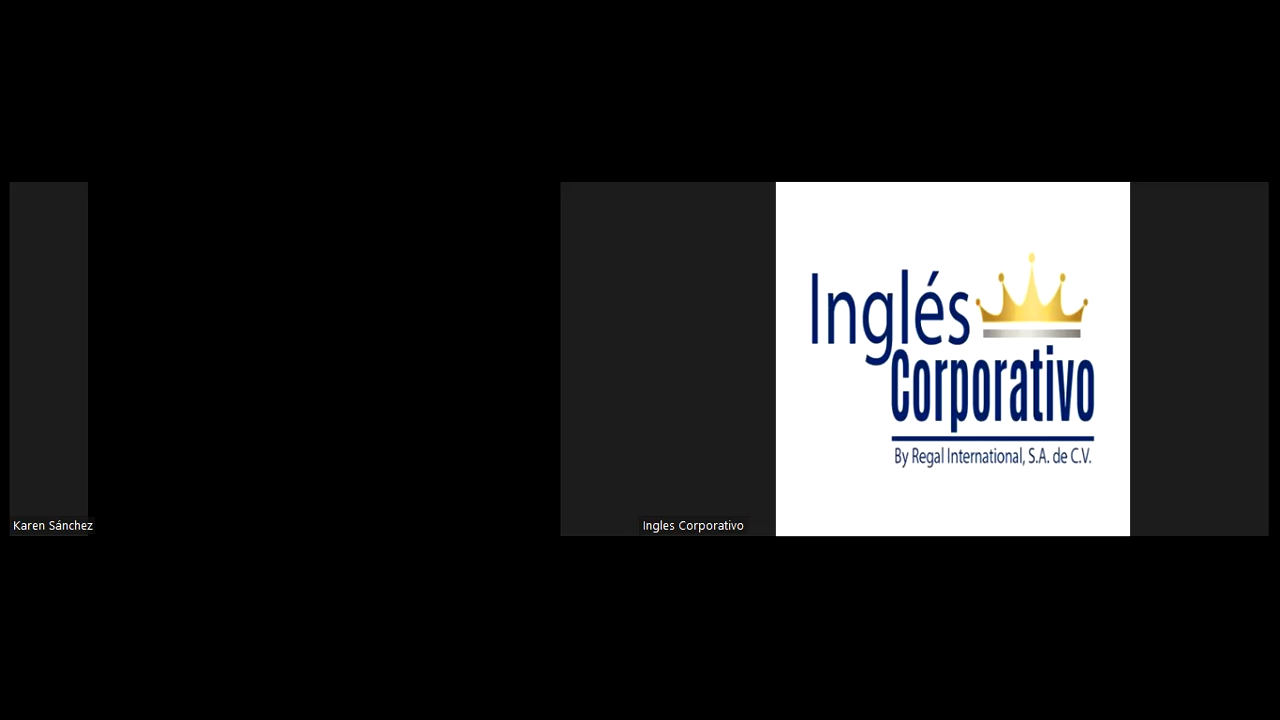 Inglés
Corporativo
By Regal International, S.A. de C.V.
Karen Sánchez
Ingles Corporativo